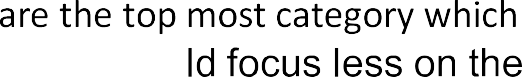 are the top most category which
ld focus less on the